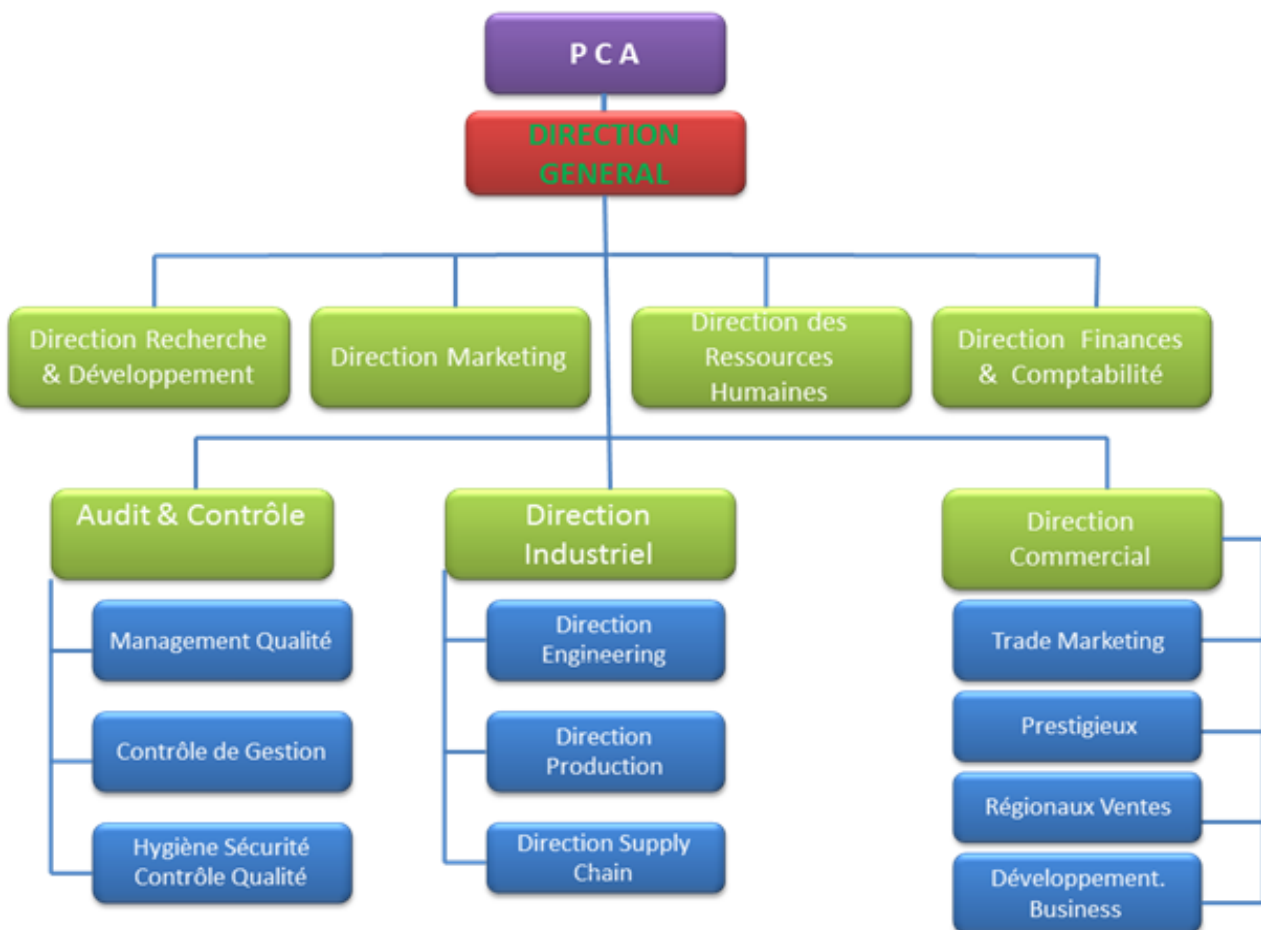 P C A
DIRECTION
GENERAL
Direction Recherche
& Développement
Direction Marketing
Direction des
Ressources
Humaines
Direction Finances
& Comptabilité
Audit & Contrôle
Management Qualité
Contrôle de Gestion
Hygiène Sécurité
Contrôle Qualité
Direction
Industriel
Direction
Engineering
Direction
Production
Direction Supply
Chain
Direction
Commercial
Trade Marketing
Prestigieux
Régionaux Ventes
Développement.
Business